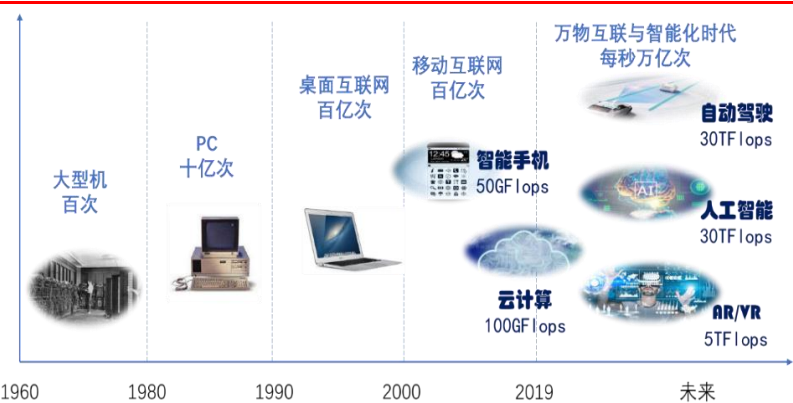 万物互联与智能化时代
每秒万亿次
移动互联网
百亿次
桌面互联网
百亿次
PC
十亿次
大型机
百次
自动驾驶
30TFlops
智能手机
50GFlops
12:45
AI
人工智能
30TFlops
云计算
100GFlops
AR/VR
5TFlops
1960
1980
1990
2000
2019
未来